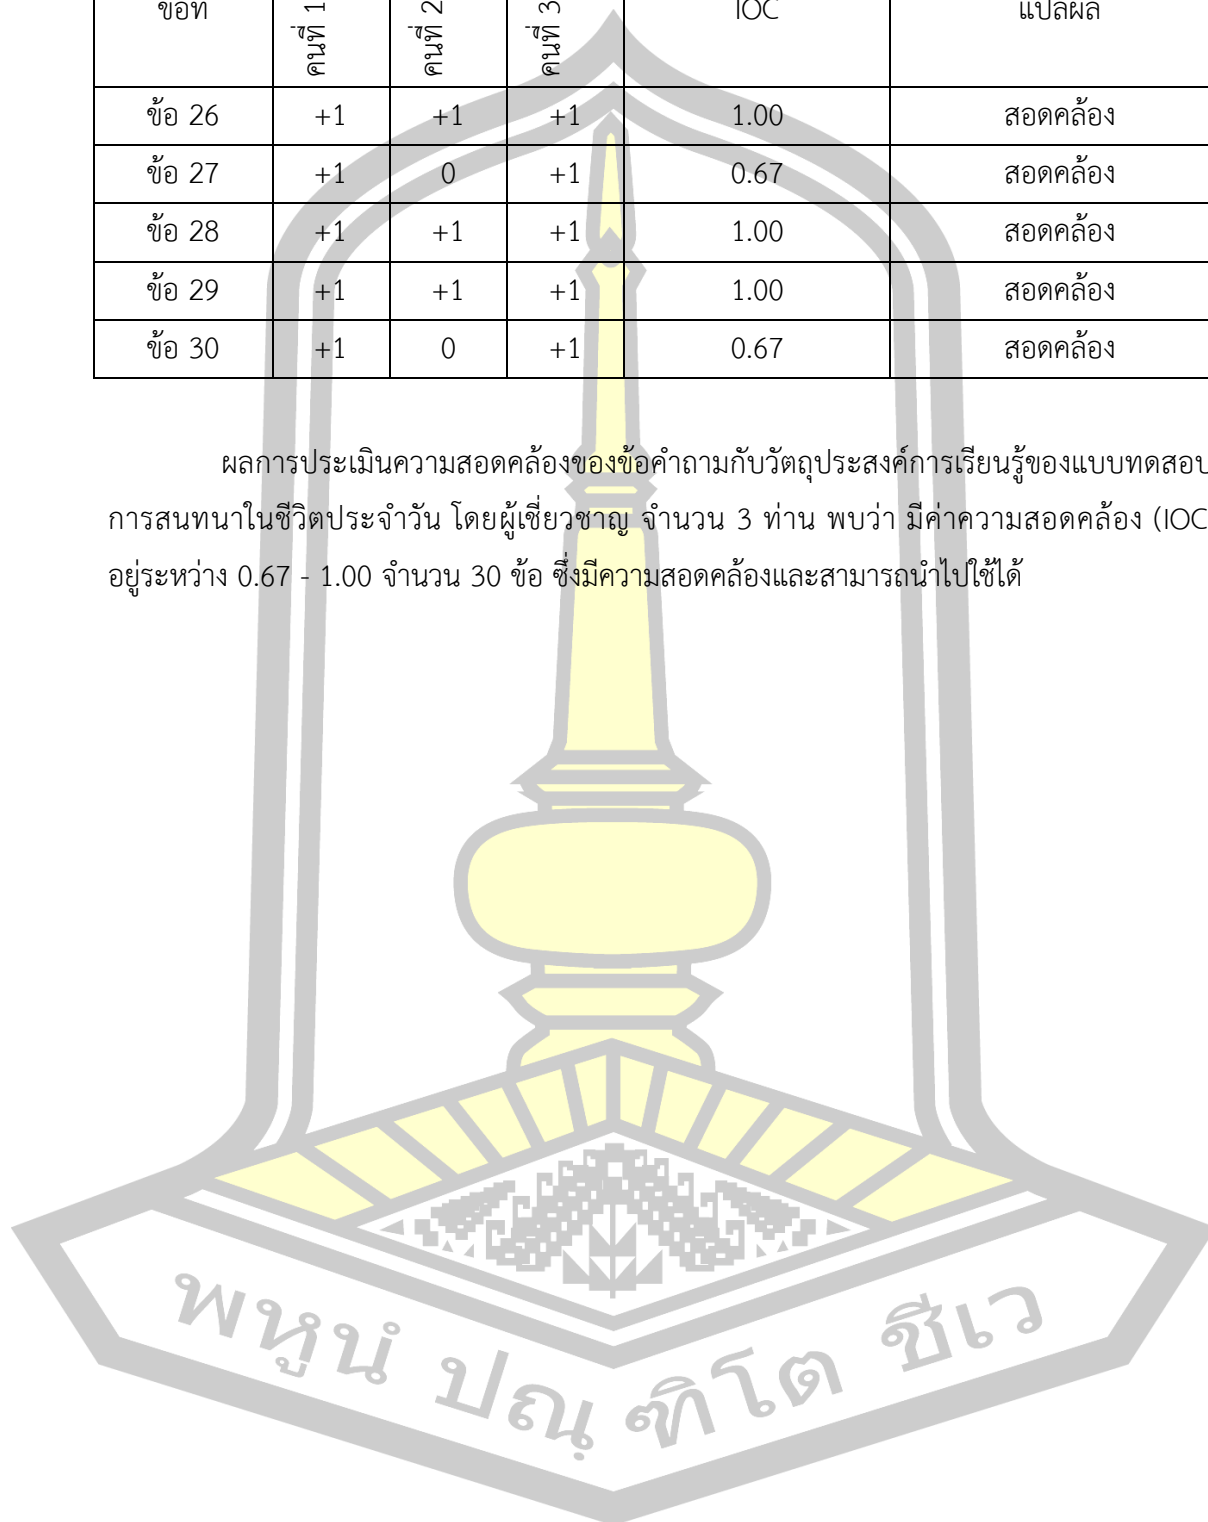 ข้อที่ คนที่ 1 คนที่ 2 คนที่ 3 IOC แปลผล
ข้อ 26 +1 +1 +1 1.00 สอดคล้อง
ข้อ 27 +1 0 +1 0.67 สอดคล้อง
ข้อ 28 +1 +1 +1 1.00 สอดคล้อง
ข้อ 29 +1 +1 +1 1.00 สอดคล้อง
ข้อ 30 +1 0 +1 0.67 สอดคล้อง
ผลการประเมินความสอดคล้องของข้อคำถามกับวัตถุประสงค์การเรียนรู้ของแบบทดสอบ
การสนทนาในชีวิตประจำวัน โดยผู้เชี่ยวชาญ จำนวน 3 ท่าน พบว่า มีค่าความสอดคล้อง (IOC
อยู่ระหว่าง 0.67 - 1.00 จำนวน 30 ข้อ ซึ่งมีความสอดคล้องและสามารถนำไปใช้ได้
พหูนํ ปณฺฑิโต ชีเว